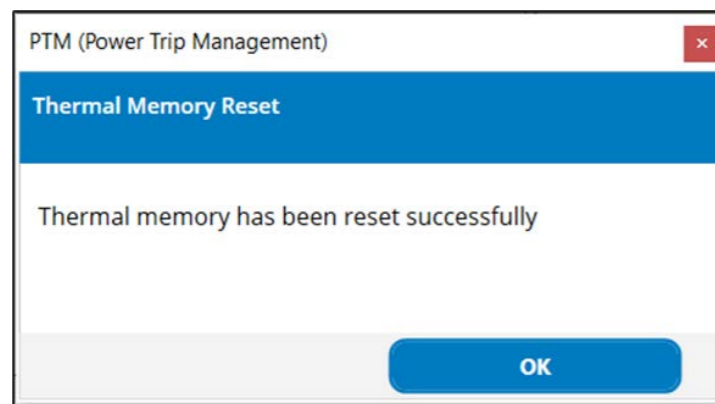 PTM (Power Trip Management)
Thermal Memory Reset
Thermal memory has been reset successfully
OK